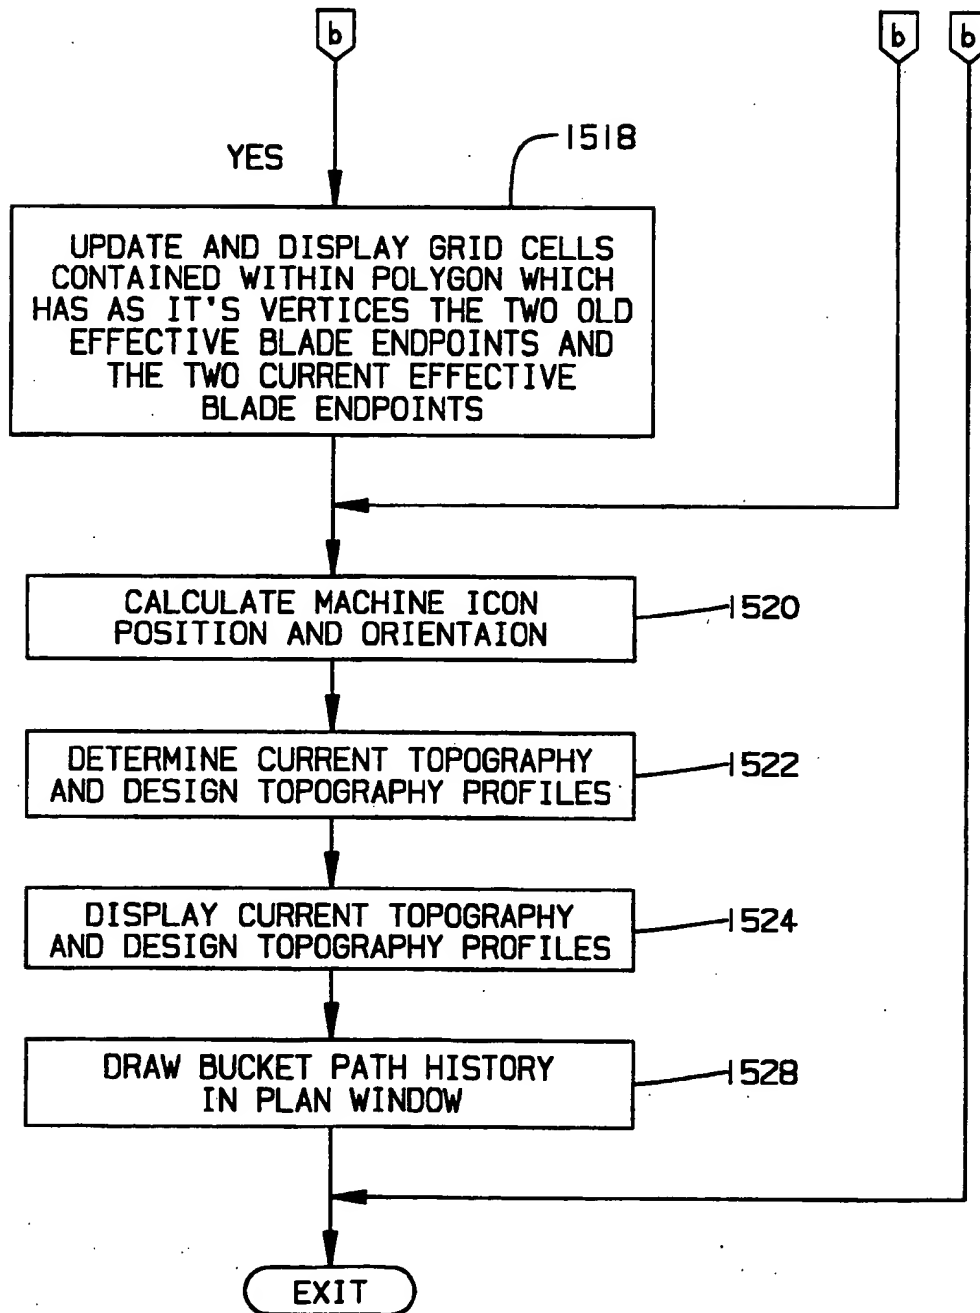 b
b
b
YES
1518
UPDATE AND DISPLAY GRID CELLS
CONTAINED WITHIN POLYGON WHICH
HAS AS IT'S VERTICES THE TWO OLD
EFFECTIVE BLADE ENDPOINTS AND
THE TWO CURRENT EFFECTIVE
BLADE ENDPOINTS
CALCULATE MACHINE ICON
POSITION AND ORIENTAION
1520
DETERMINE CURRENT TOPOGRAPHY
AND DESIGN TOPOGRAPHY PROFILES
1522
DISPLAY CURRENT TOPOGRAPHY
AND DESIGN TOPOGRAPHY PROFILES
1524
DRAW BUCKET PATH HISTORY
IN PLAN WINDOW
1528
EXIT